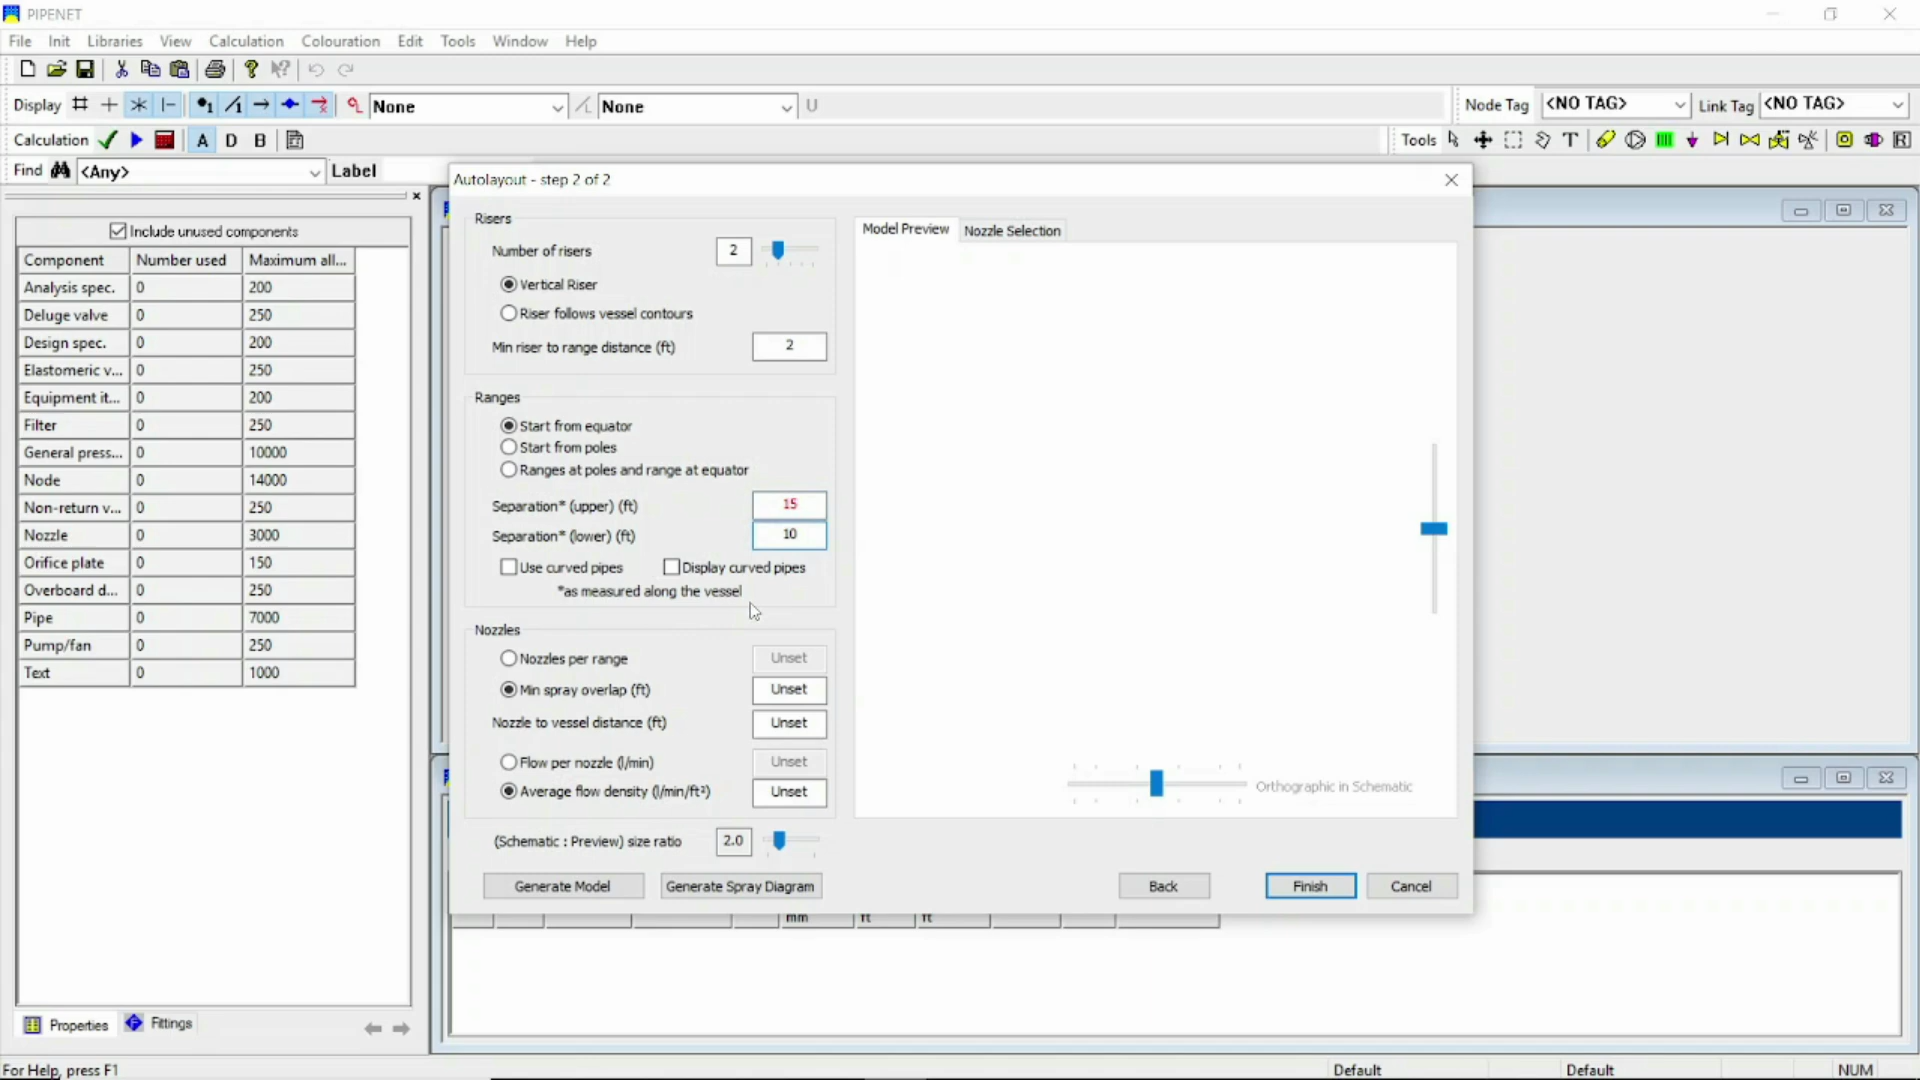 PIPENET
File Init Libraries View Calculation Colouration Edit Tools Window Help
Display None None U Node Tag <NO TAG> Link Tag <NO TAG>
Calculation A D B Tools T R
Find <Any> Label
Include unused components
Component Number used Maximum all...
Analysis spec. 0 200
Deluge valve 0 250
Design spec. 0 200
Elastomeric v... 0 250
Equipment it... 0 200
Filter 0 250
General press... 0 10000
Node 0 14000
Non-return v... 0 250
Nozzle 0 3000
Orifice plate 0 150
Overboard d... 0 250
Pipe 0 7000
Pump/fan 0 250
Text 0 1000
Properties Fittings
Autolayout - step 2 of 2
Risers
Number of risers 2
Vertical Riser
Riser follows vessel contours
Min riser to range distance (ft) 2
Ranges
Start from equator
Start from poles
Ranges at poles and range at equator
Separation* (upper) (ft) 15
Separation* (lower) (ft) 10
Use curved pipes Display curved pipes
*as measured along the vessel
Nozzles
Nozzles per range Unset
Min spray overlap (ft) Unset
Nozzle to vessel distance (ft) Unset
Flow per nozzle (l/min) Unset
Average flow density (l/min/ft²) Unset
(Schematic : Preview) size ratio 2.0
Generate Model Generate Spray Diagram
Model Preview Nozzle Selection
Orthographic in Schematic
Back Finish Cancel
mm ft ft
For Help, press F1 Default Default NUM